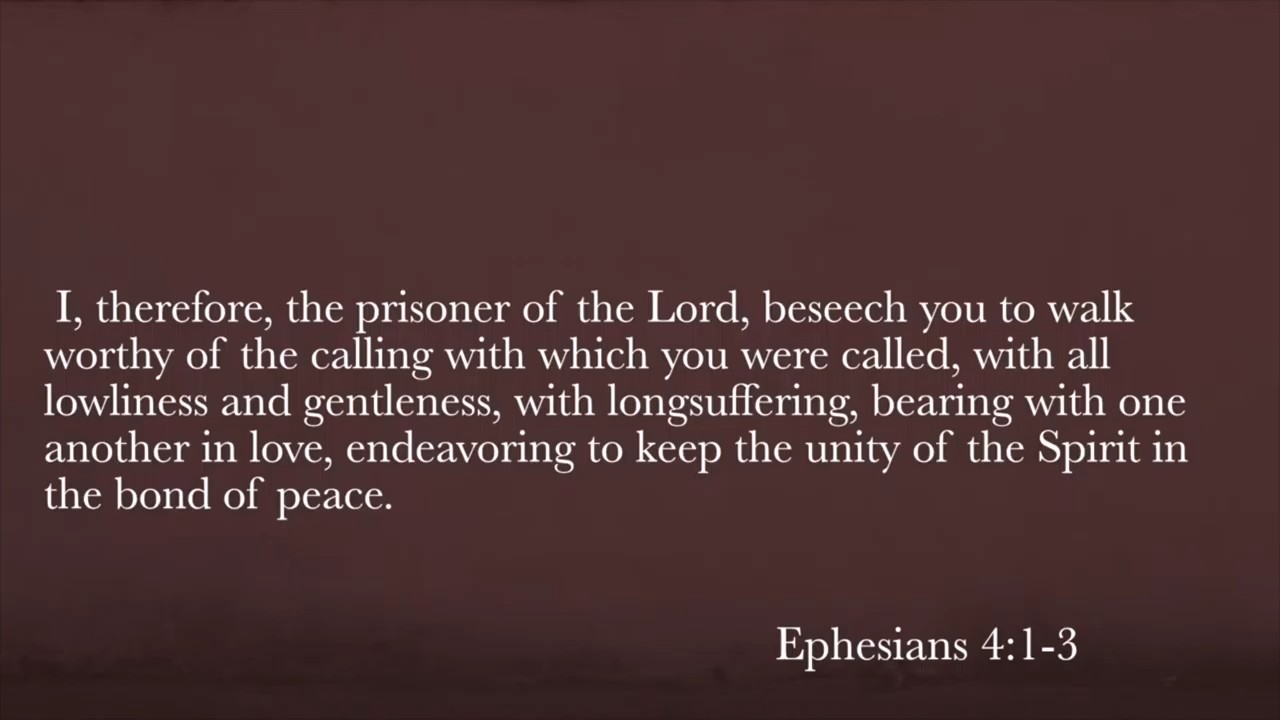 I, therefore, the prisoner of the Lord, beseech you to walk
worthy of the calling with which you were called, with all
lowliness and gentleness, with longsuffering, bearing with one
another in love, endeavoring to keep the unity of the Spirit in
the bond of peace.
Ephesians 4:1-3